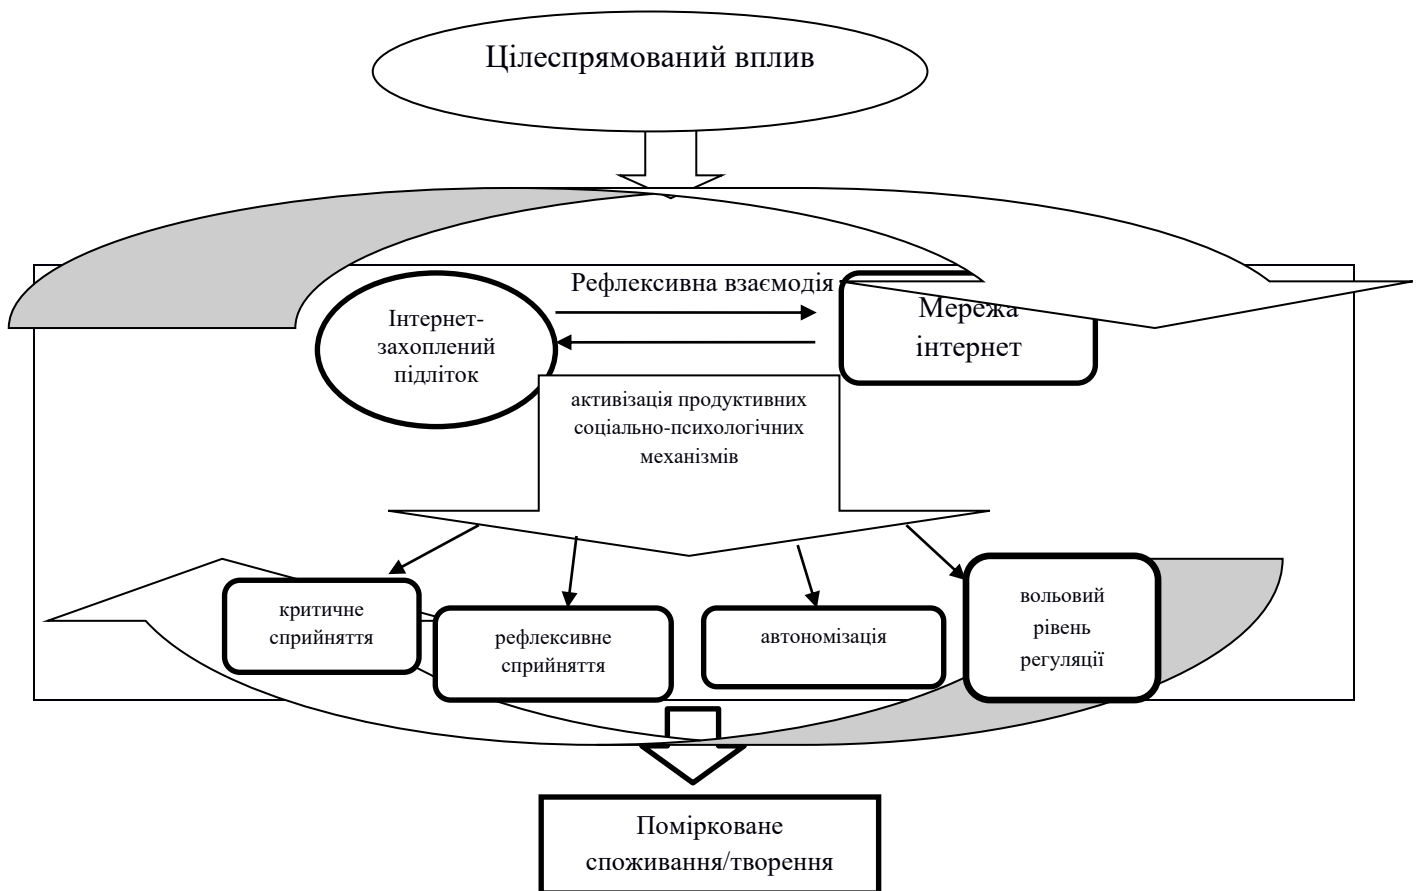 Цілеспрямований вплив
Рефлексивна взаємодія
Інтернет-
захоплений
підліток
Мережа
інтернет
активізація продуктивних
соціально-психологічних
механізмів
критичне
сприйняття
рефлексивне
сприйняття
автономізація
вольовий
рівень
регуляції
Помірковане
споживання/творення